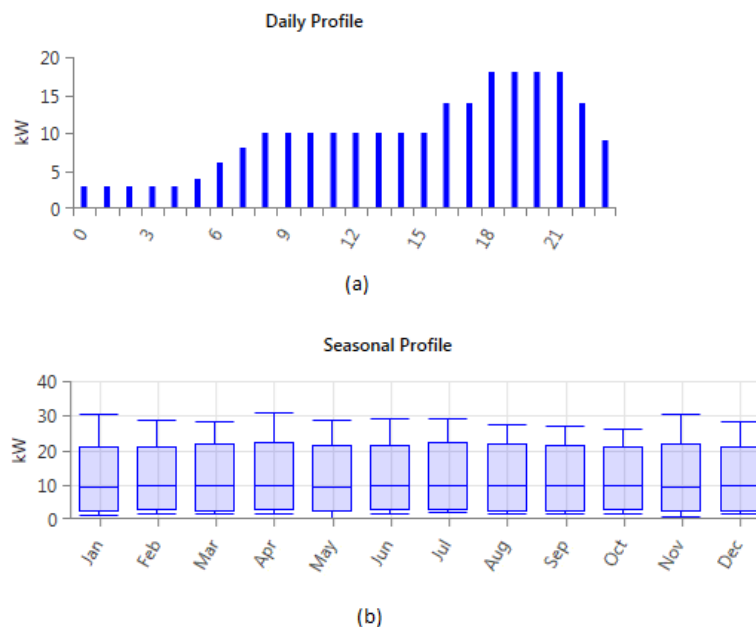 Daily Profile
20
15
10
5
0
kW
0 3 6 9 12 15 18 21
(a)
Seasonal Profile
40
30
20
10
0
kW
Jan Feb Mar Apr May Jun Jul Aug Sep Oct Nov Dec
(b)